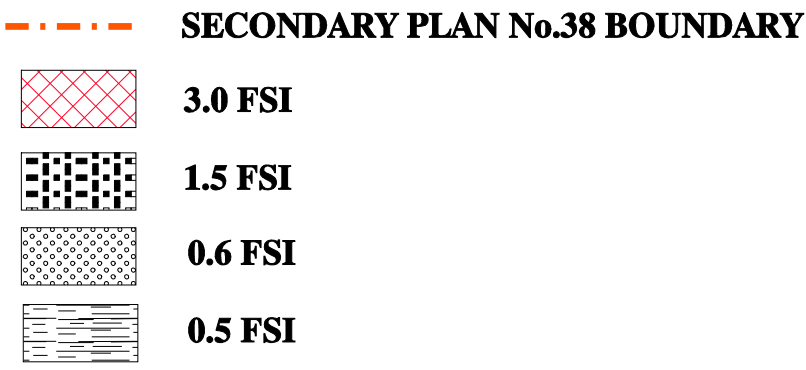 SECONDARY PLAN No.38 BOUNDARY
3.0 FSI
1.5 FSI
0.6 FSI
0.5 FSI